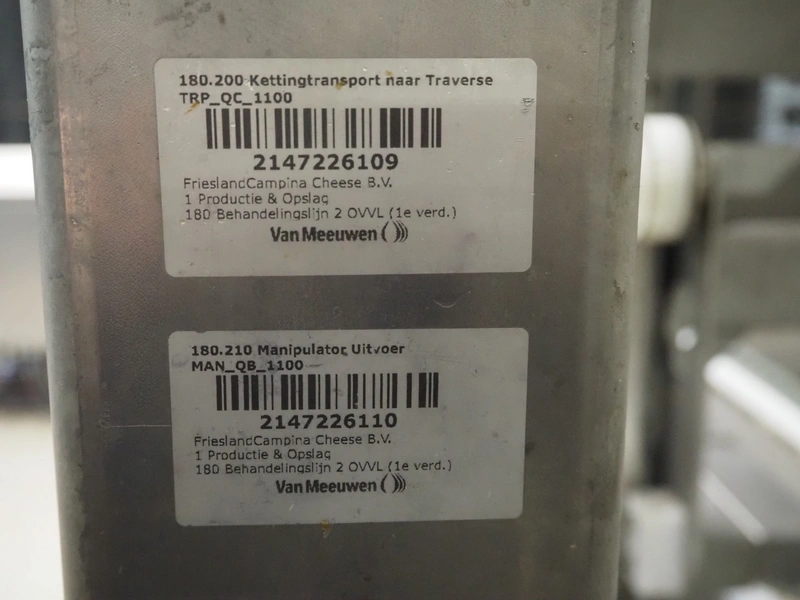 180.200 Kettingtransport naar Traverse
TRP_QC_1100
2147226109
FrieslandCampina Cheese B.V.
1 Productie & Opslag
180 Behandelingslijn 2 OVVL (1e verd.)
Van Meeuwen
180.210 Manipulator Uitvoer
MAN_QB_1100
2147226110
FrieslandCampina Cheese B.V.
1 Productie & Opslag
180 Behandelingslijn 2 OVVL (1e verd.)
Van Meeuwen